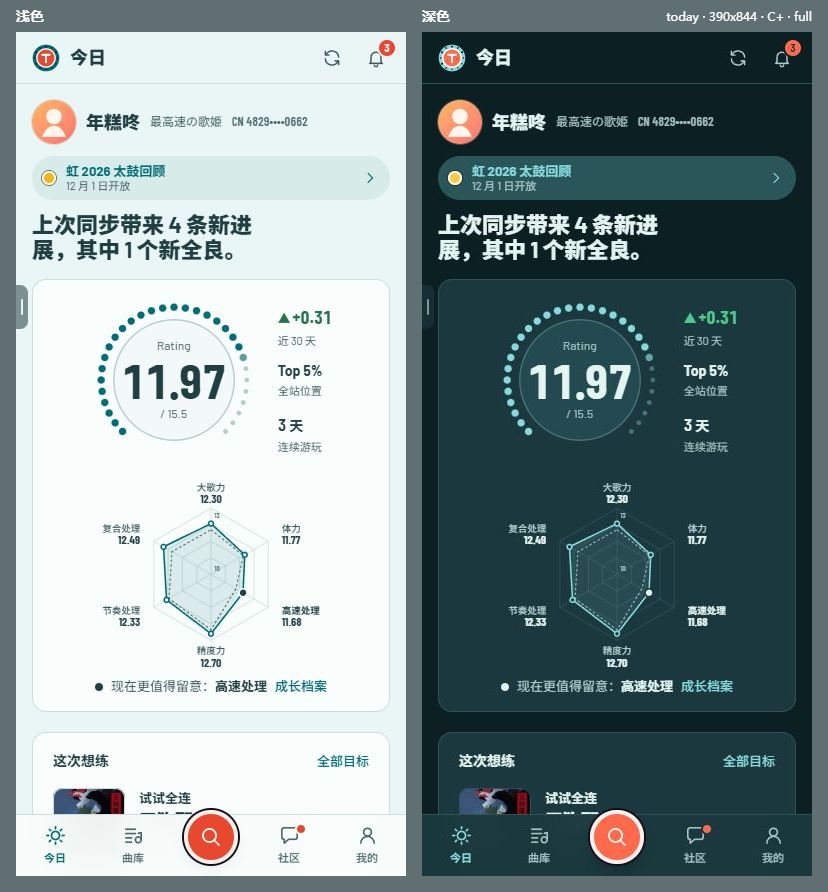 浅色
深色
today · 390x844 · C+ · full
T 今日
3
年糕咚 最高速の歌姫 CN 4829••••0662
虹 2026 太鼓回顾
12 月 1 日开放
上次同步带来 4 条新进
展，其中 1 个新全良。
Rating
11.97
/ 15.5
▲+0.31
近 30 天
Top 5%
全站位置
3 天
连续游玩
大歌力
12.30
13
复合处理
12.49
体力
11.77
10
节奏处理
12.33
高速处理
11.68
精度力
12.70
现在更值得留意：高速处理 成长档案
这次想练 全部目标
试试全连
今日 曲库 社区 我的
T 今日
3
年糕咚 最高速の歌姫 CN 4829••••0662
虹 2026 太鼓回顾
12 月 1 日开放
上次同步带来 4 条新进
展，其中 1 个新全良。
Rating
11.97
/ 15.5
▲+0.31
近 30 天
Top 5%
全站位置
3 天
连续游玩
大歌力
12.30
13
复合处理
12.49
体力
11.77
10
节奏处理
12.33
高速处理
11.68
精度力
12.70
现在更值得留意：高速处理 成长档案
这次想练 全部目标
试试全连
今日 曲库 社区 我的